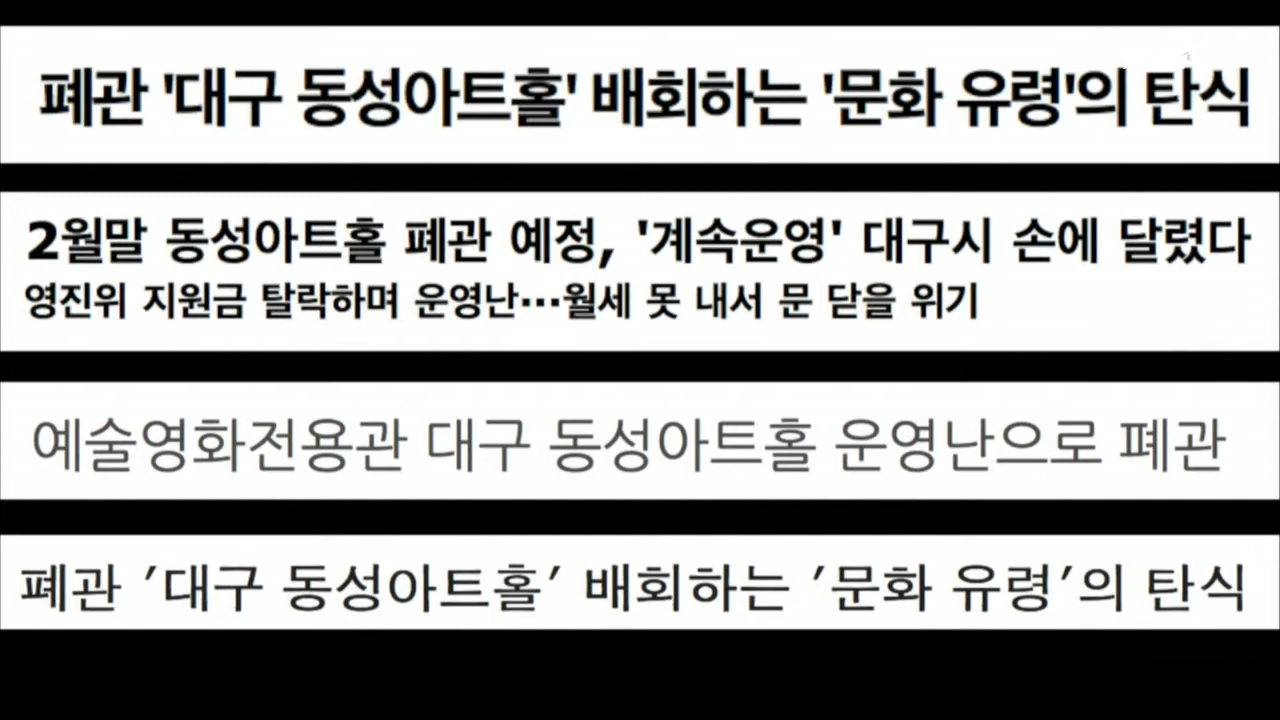 폐관 '대구 동성아트홀' 배회하는 '문화 유령'의 탄식
2월말 동성아트홀 폐관 예정, '계속운영' 대구시 손에 달렸다
영진위 지원금 탈락하며 운영난···월세 못 내서 문 닫을 위기
예술영화전용관 대구 동성아트홀 운영난으로 폐관
폐관 '대구 동성아트홀' 배회하는 '문화 유령'의 탄식